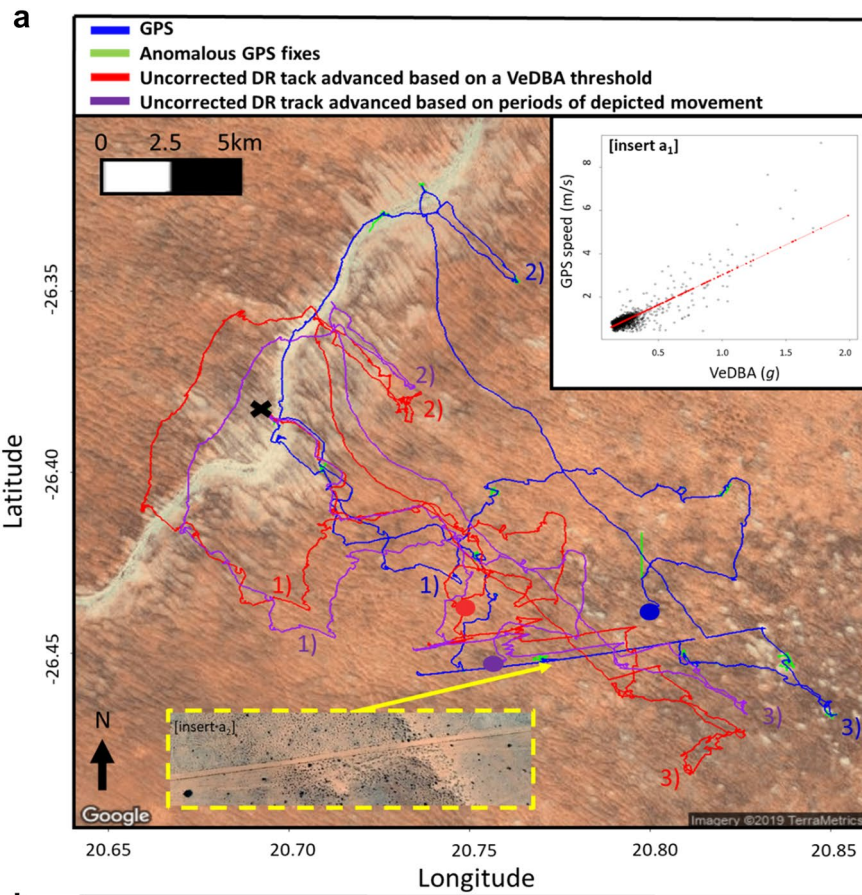 a
GPS
Anomalous GPS fixes
Uncorrected DR tack advanced based on a VeDBA threshold
Uncorrected DR track advanced based on periods of depicted movement
0 2.5 5km
[insert a1]
GPS speed (m/s)
8
6
4
2
0.5 1.0 1.5 2.0
VeDBA (g)
2)
2)
2)
1)
1)
1)
3)
3)
3)
N
[insert a2]
Google
Imagery ©2019 TerraMetrics
Latitude
-26.35
-26.40
-26.45
20.65 20.70 20.75 20.80 20.85
Longitude